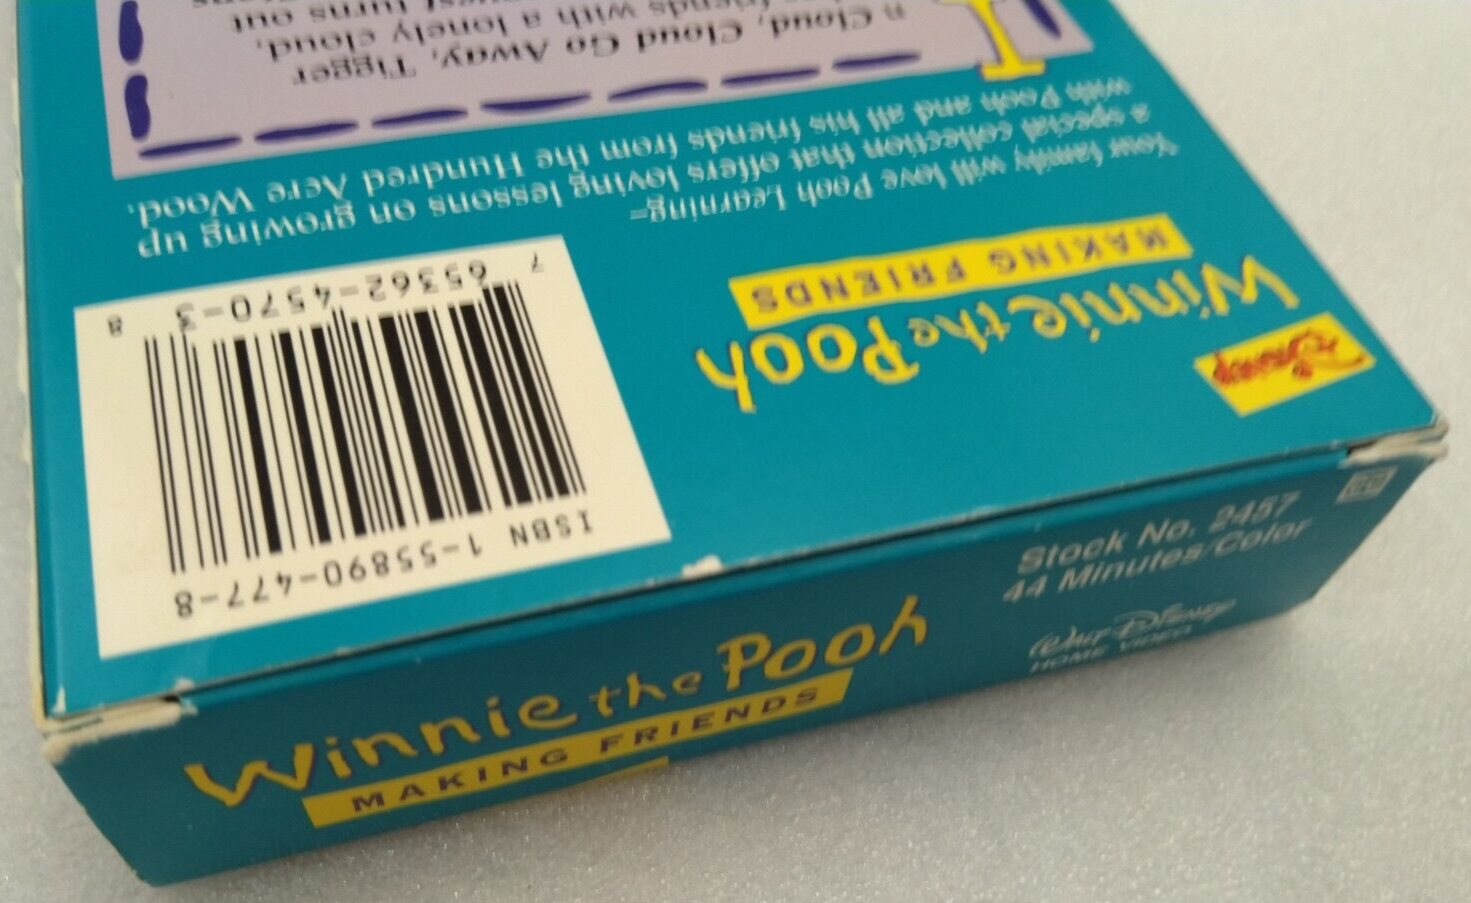 Disney
Winnie the Pooh
MAKING FRIENDS
Your family will love Pooh Learning–
a special collection that offers loving lessons on growing up
with Pooh and all his friends from the Hundred Acre Wood.
Cloud, Cloud Go Away, Tigger
friends with a lonely cloud.
turns out
7
65362-4570-3
8
ISBN 1-55890-477-8
Winnie the Pooh
MAKING FRIENDS
Stock No. 2457
44 Minutes/Color
WALT DISNEY
HOME VIDEO